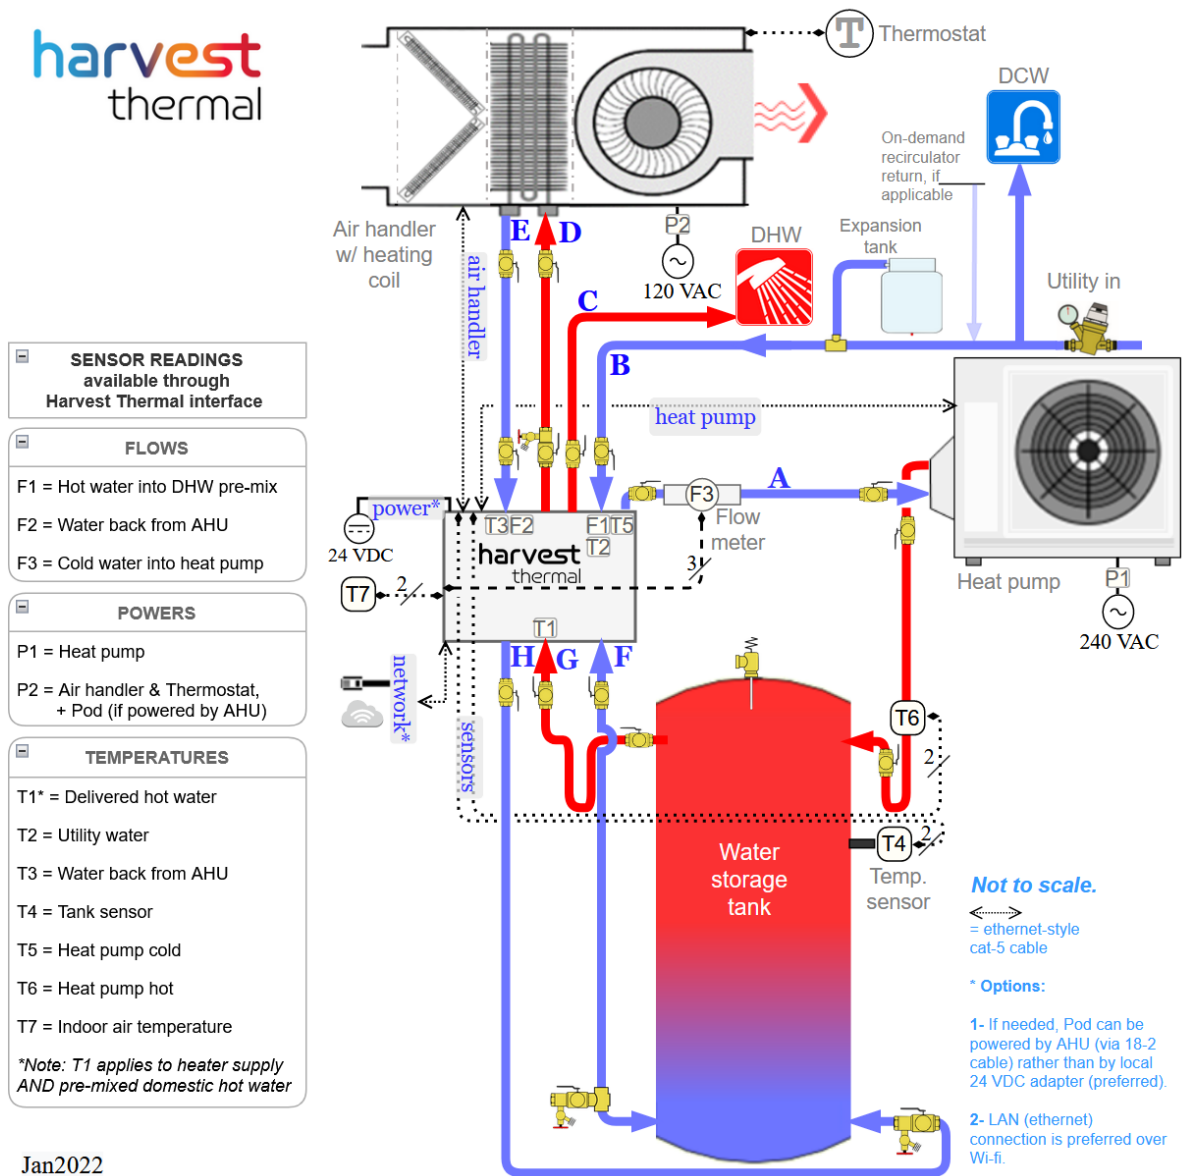 harvest
thermal
Thermostat
DCW
On-demand
recirculator
return, if
applicable
Expansion
tank
Utility in
Air handler
w/ heating
coil
E
D
P2
120 VAC
DHW
air handler
C
B
heat pump
SENSOR READINGS
available through
Harvest Thermal interface
FLOWS
F1 = Hot water into DHW pre-mix
F2 = Water back from AHU
F3 = Cold water into heat pump
POWERS
P1 = Heat pump
P2 = Air handler & Thermostat,
+ Pod (if powered by AHU)
TEMPERATURES
T1* = Delivered hot water
T2 = Utility water
T3 = Water back from AHU
T4 = Tank sensor
T5 = Heat pump cold
T6 = Heat pump hot
T7 = Indoor air temperature
*Note: T1 applies to heater supply
AND pre-mixed domestic hot water
Jan2022
power*
24 VDC
T3 F2
F1 T5
T2
harvest
thermal
T1
F3
A
Flow
meter
3
T7
2
Heat pump
P1
240 VAC
H
G
F
network*
sensors
T6
2
T4
2
Temp.
sensor
Water
storage
tank
Not to scale.
= ethernet-style
cat-5 cable
* Options:
1- If needed, Pod can be
powered by AHU (via 18-2
cable) rather than by local
24 VDC adapter (preferred).
2- LAN (ethernet)
connection is preferred over
Wi-fi.